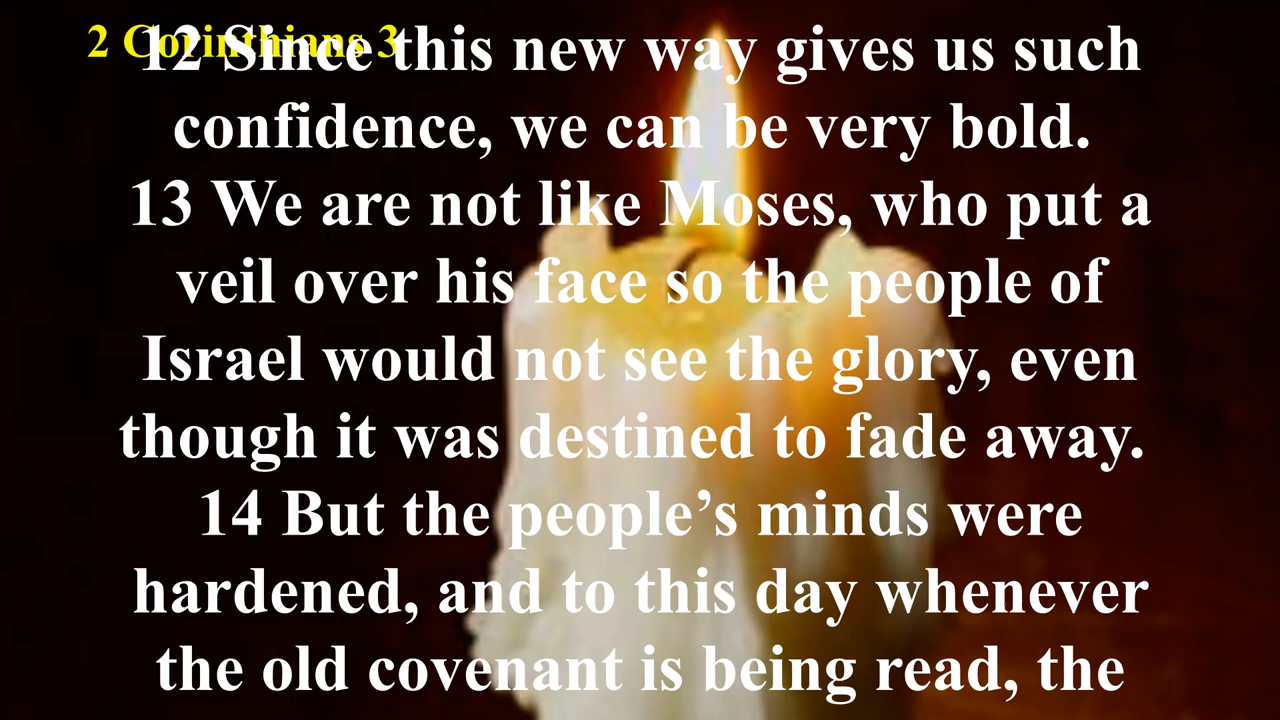 2 Corinthians 3
12 Since this new way gives us such
confidence, we can be very bold.
13 We are not like Moses, who put a
veil over his face so the people of
Israel would not see the glory, even
though it was destined to fade away.
14 But the people’s minds were
hardened, and to this day whenever
the old covenant is being read, the